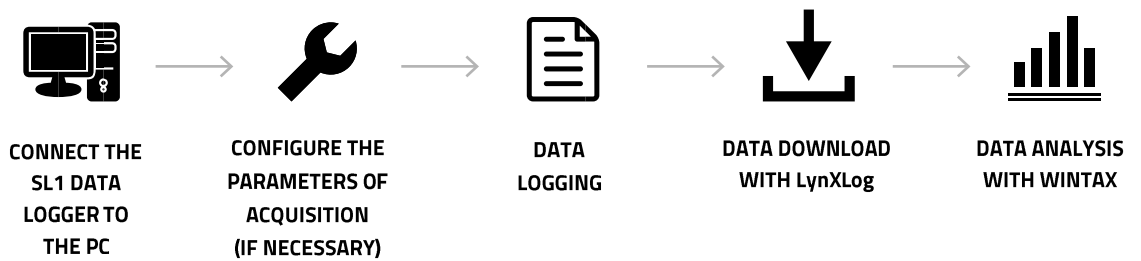 CONNECT THE
SL1 DATA
LOGGER TO
THE PC
CONFIGURE THE
PARAMETERS OF
ACQUISITION
(IF NECESSARY)
DATA
LOGGING
DATA DOWNLOAD
WITH LynXLog
DATA ANALYSIS
WITH WINTAX